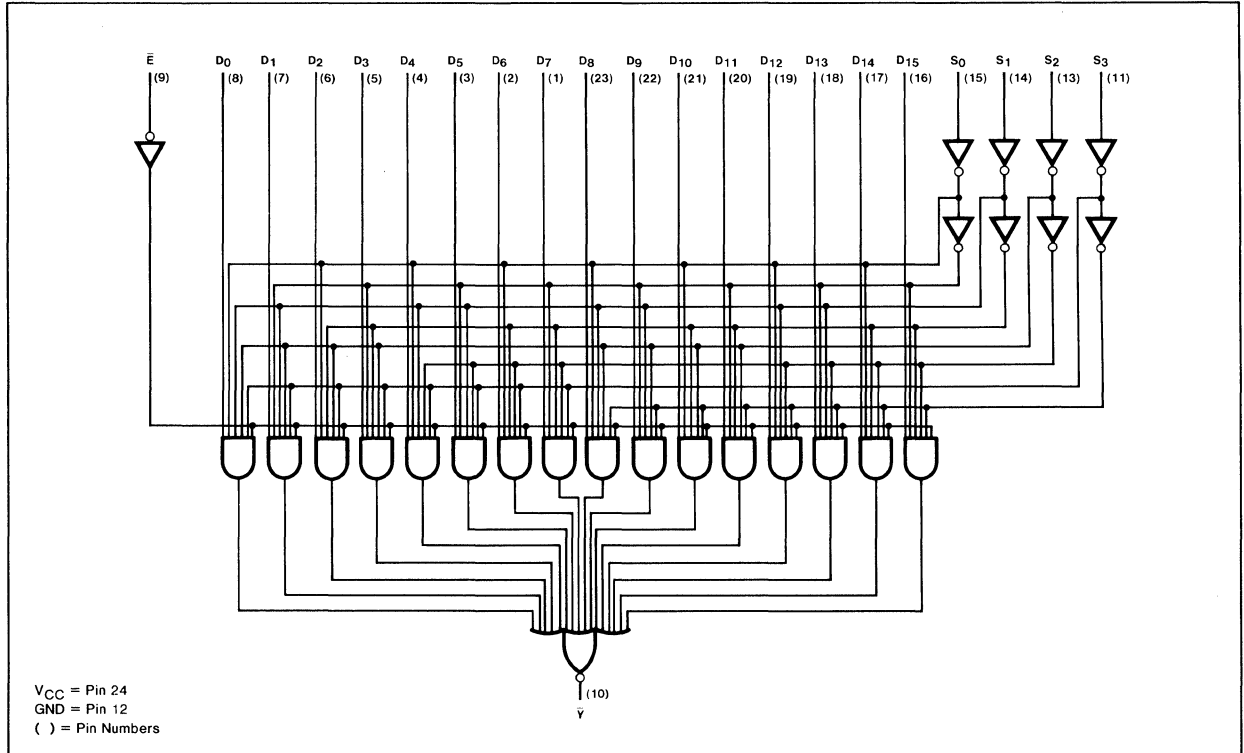 Ē D0 D1 D2 D3 D4 D5 D6 D7 D8 D9 D10 D11 D12 D13 D14 D15 S0 S1 S2 S3
(9) (8) (7) (6) (5) (4) (3) (2) (1) (23) (22) (21) (20) (19) (18) (17) (16) (15) (14) (13) (11)
(10)
Ȳ
VCC = Pin 24
GND = Pin 12
( ) = Pin Numbers